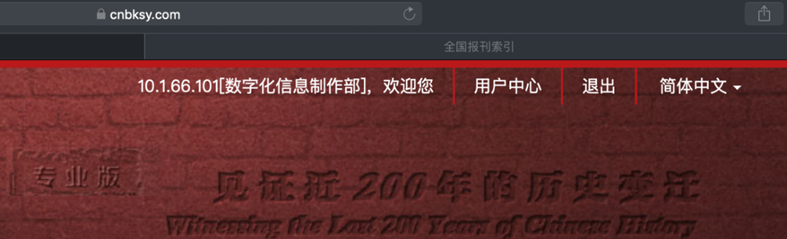 cnbksy.com
全国报刊索引
10.1.66.101[数字化信息制作部]，欢迎您 用户中心 退出 简体中文
专业版
见证近200年的历史变迁
Witnessing the Last 200 Years of Chinese History